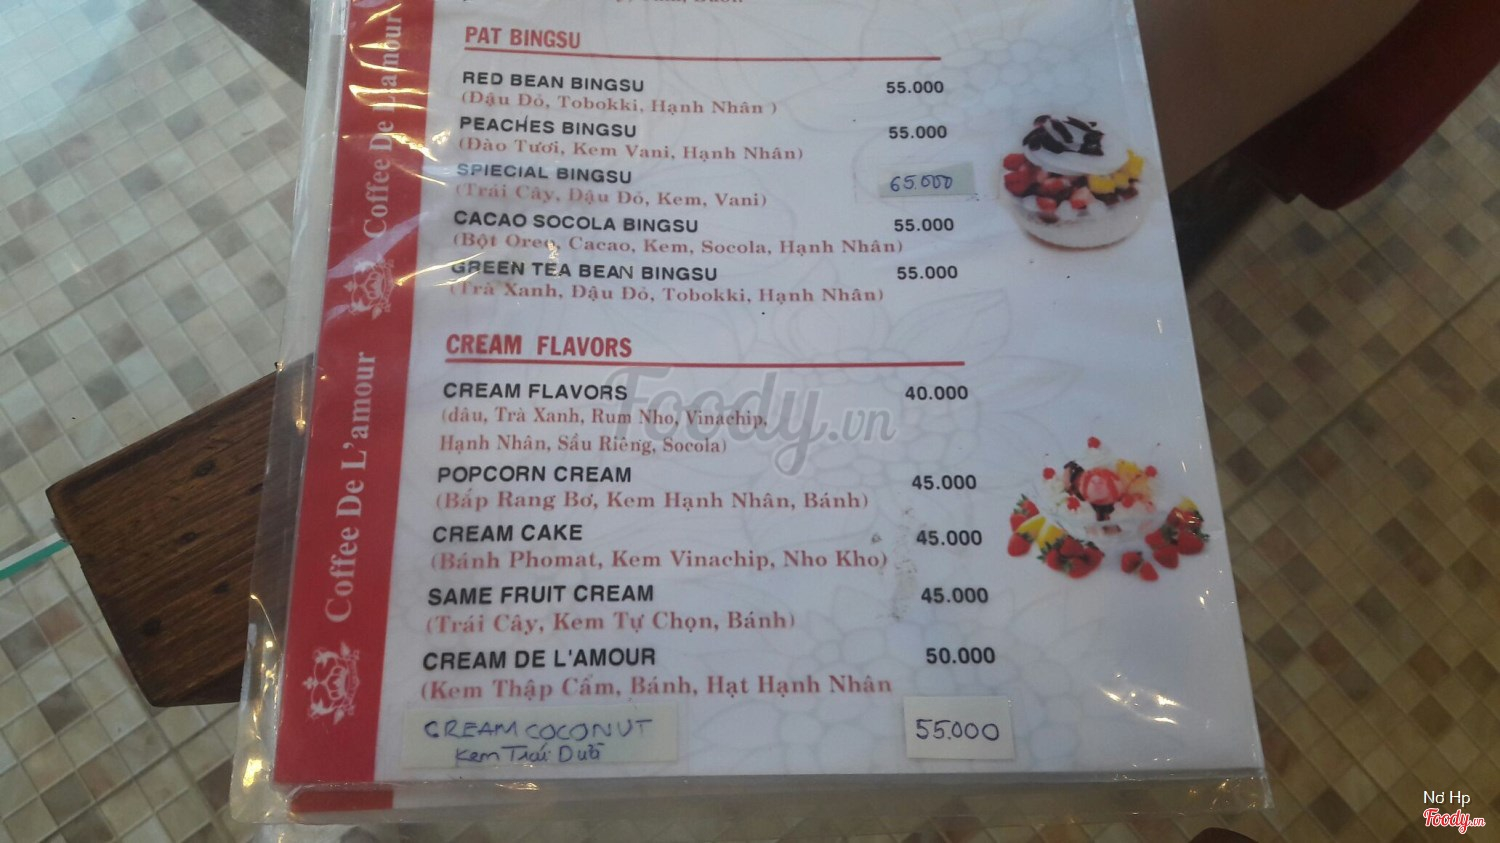 PAT BINGSU
RED BEAN BINGSU 55.000
(Đậu Đỏ, Tobokki, Hạnh Nhân )
PEACHES BINGSU 55.000
(Đào Tươi, Kem Vani, Hạnh Nhân)
SPIECIAL BINGSU 65.000
(Trái Cây, Đậu Đỏ, Kem, Vani)
CACAO SOCOLA BINGSU 55.000
(Bột Oreo, Cacao, Kem, Socola, Hạnh Nhân)
GREEN TEA BEAN BINGSU 55.000
(Trà Xanh, Đậu Đỏ, Tobokki, Hạnh Nhân)
CREAM FLAVORS
CREAM FLAVORS 40.000
(dâu, Trà Xanh, Rum Nho, Vinachip,
Hạnh Nhân, Sầu Riêng, Socola)
POPCORN CREAM 45.000
(Bắp Rang Bơ, Kem Hạnh Nhân, Bánh)
CREAM CAKE 45.000
(Bánh Phomat, Kem Vinachip, Nho Kho)
SAME FRUIT CREAM 45.000
(Trái Cây, Kem Tự Chọn, Bánh)
CREAM DE L'AMOUR 50.000
(Kem Thập Cẩm, Bánh, Hạt Hạnh Nhân
CREAM COCONUT 55.000
Kem Trái Dừa
Coffee De L'amour
Coffee De L'amour
Foody.vn
Nơ Hp
Foody.vn